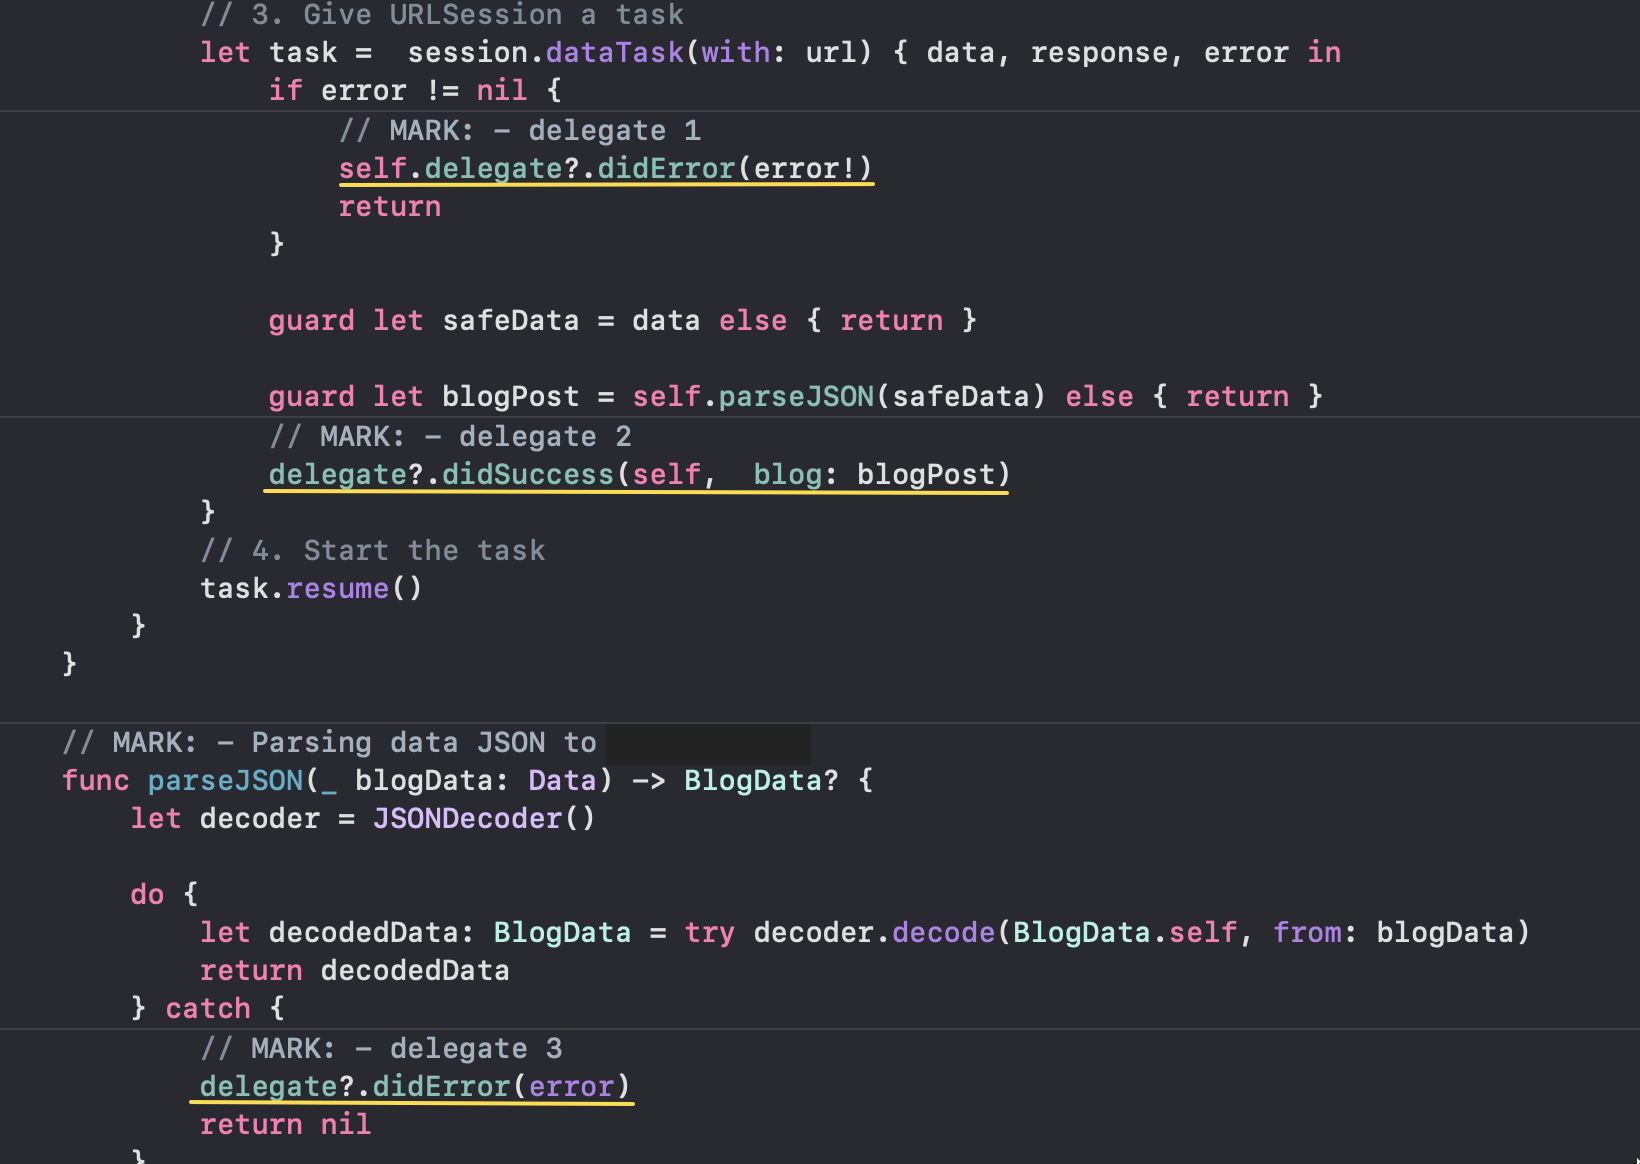 // 3. Give URLSession a task
let task =  session.dataTask(with: url) { data, response, error in
if error != nil {
// MARK: – delegate 1
self.delegate?.didError(error!)
return
}
guard let safeData = data else { return }
guard let blogPost = self.parseJSON(safeData) else { return }
// MARK: – delegate 2
delegate?.didSuccess(self,  blog: blogPost)
}
// 4. Start the task
task.resume()
}
}
// MARK: – Parsing data JSON to
func parseJSON(_ blogData: Data) -> BlogData? {
let decoder = JSONDecoder()
do {
let decodedData: BlogData = try decoder.decode(BlogData.self, from: blogData)
return decodedData
} catch {
// MARK: – delegate 3
delegate?.didError(error)
return nil
}